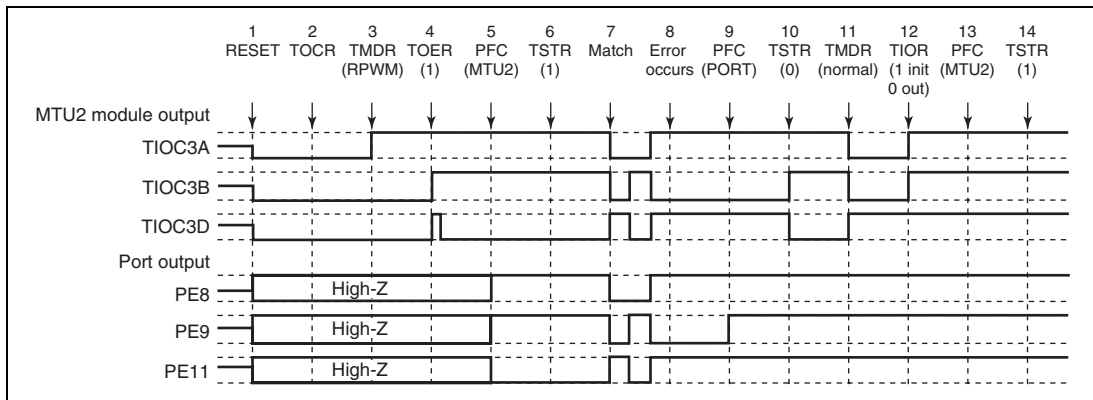 1 2 3 4 5 6 7 8 9 10 11 12 13 14
RESET TOCR TMDR TOER PFC TSTR Match Error PFC TSTR TMDR TIOR PFC TSTR
(RPWM) (1) (MTU2) (1) occurs (PORT) (0) (normal) (1 init (MTU2) (1)
0 out)
MTU2 module output
TIOC3A
TIOC3B
TIOC3D
Port output
PE8 High-Z
PE9 High-Z
PE11 High-Z